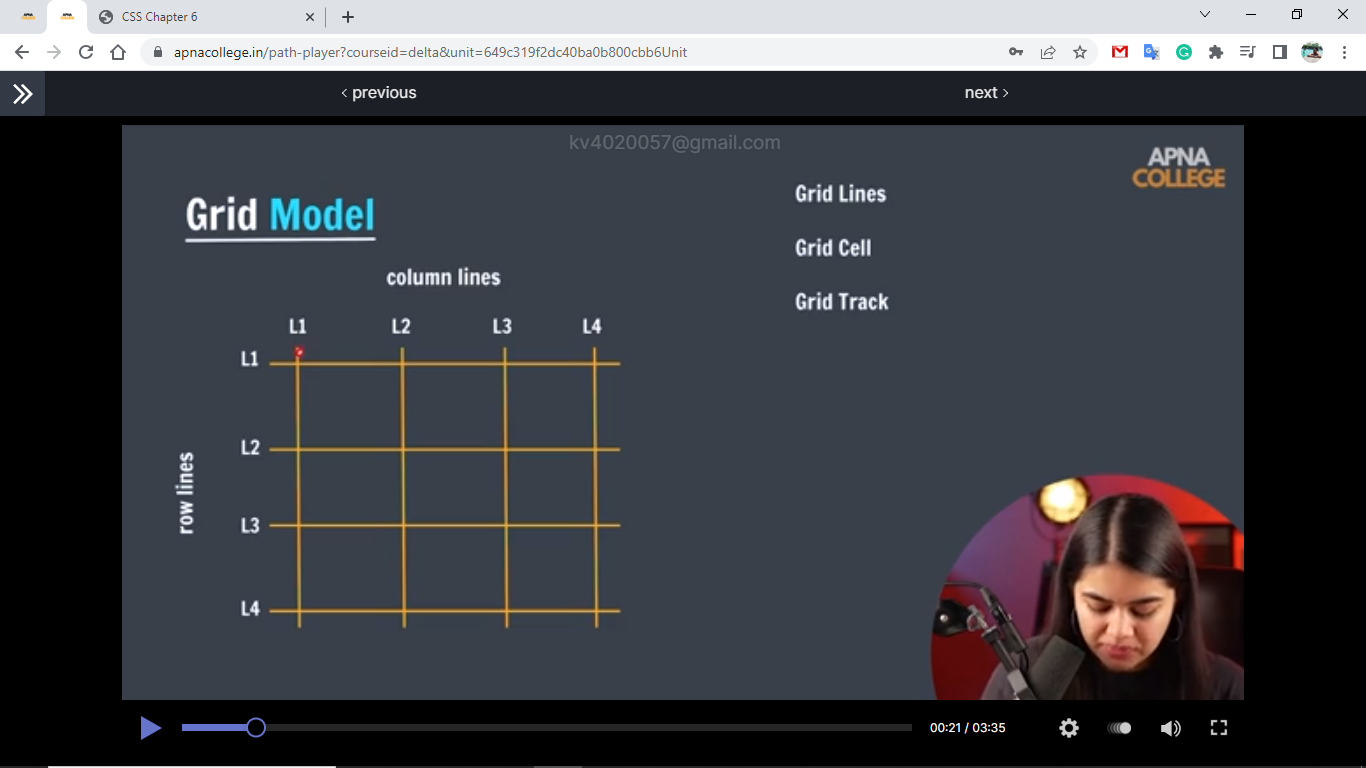 CSS Chapter 6
apnacollege.in/path-player?courseid=delta&unit=649c319f2dc40ba0b800cbb6Unit
‹ previous
next ›
kv4020057@gmail.com
APNA
COLLEGE
Grid Model
column lines
L1 L2 L3 L4
L1
L2
L3
L4
row lines
Grid Lines
Grid Cell
Grid Track
00:21 / 03:35